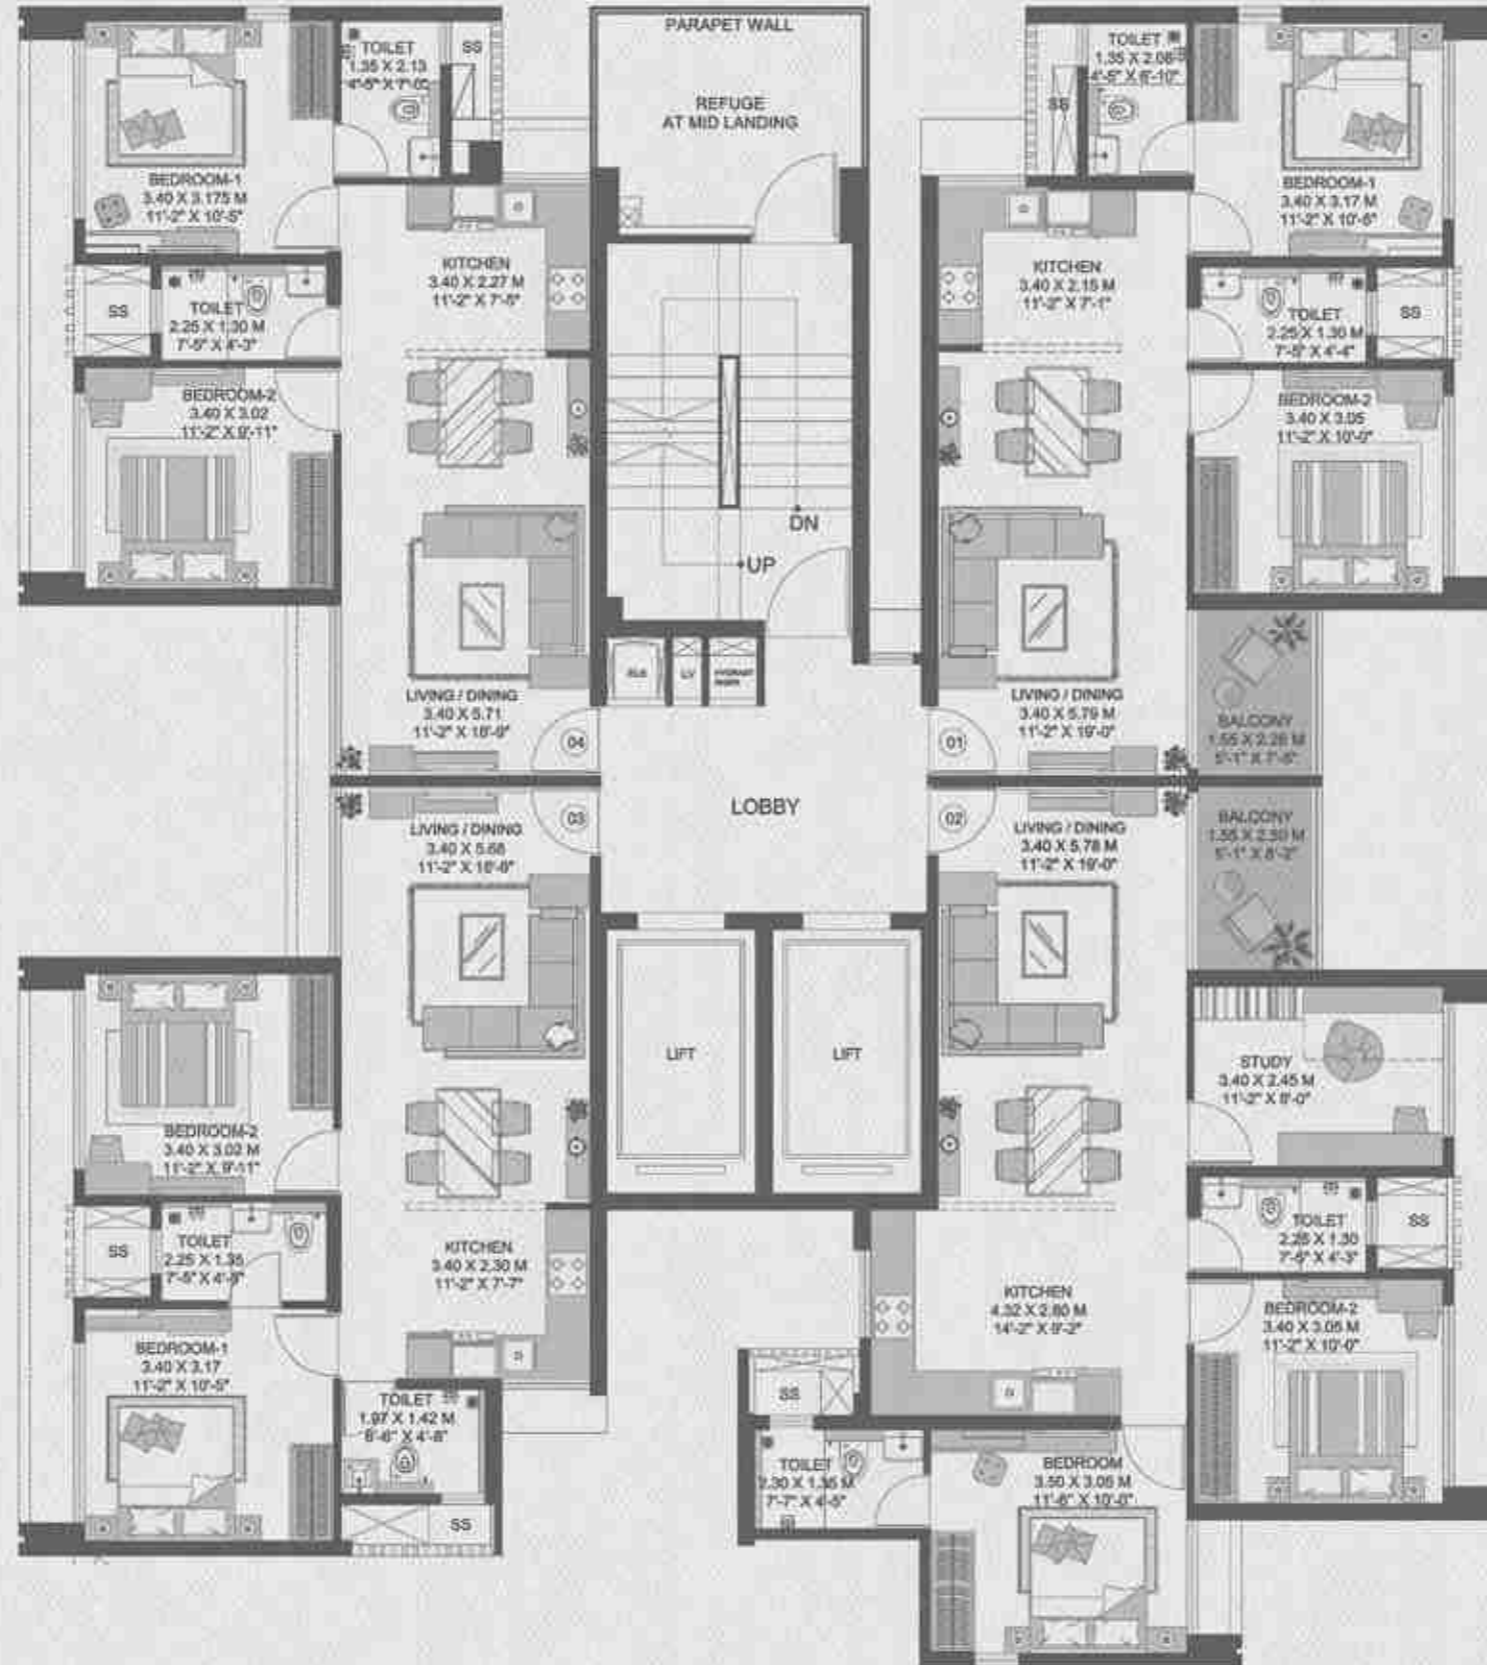 PARAPET WALL
REFUGE
AT MID LANDING
TOILET
1.35 X 2.13
4'-5" X 7'-0"
SS
BEDROOM-1
3.40 X 3.175 M
11'-2" X 10'-5"
KITCHEN
3.40 X 2.27 M
11'-2" X 7'-5"
SS
TOILET
2.25 X 1.30 M
7'-5" X 4'-3"
BEDROOM-2
3.40 X 3.02
11'-2" X 9'-11"
LIVING / DINING
3.40 X 5.71
11'-2" X 18'-9"
04
DN
UP
ELE
LV
TOILET
1.35 X 2.08
4'-5" X 6'-10"
SS
BEDROOM-1
3.40 X 3.17 M
11'-2" X 10'-5"
KITCHEN
3.40 X 2.15 M
11'-2" X 7'-1"
TOILET
2.25 X 1.30 M
7'-5" X 4'-4"
SS
BEDROOM-2
3.40 X 3.05
11'-2" X 10'-0"
LIVING / DINING
3.40 X 5.79 M
11'-2" X 19'-0"
01
BALCONY
1.55 X 2.26 M
5'-1" X 7'-5"
LOBBY
03
LIVING / DINING
3.40 X 5.68
11'-2" X 18'-8"
02
LIVING / DINING
3.40 X 5.78 M
11'-2" X 19'-0"
BALCONY
1.55 X 2.50 M
5'-1" X 8'-2"
LIFT
LIFT
BEDROOM-2
3.40 X 3.02 M
11'-2" X 9'-11"
SS
TOILET
2.25 X 1.35
7'-5" X 4'-5"
KITCHEN
3.40 X 2.30 M
11'-2" X 7'-7"
BEDROOM-1
3.40 X 3.17
11'-2" X 10'-5"
TOILET
1.97 X 1.42 M
6'-6" X 4'-8"
SS
STUDY
3.40 X 2.45 M
11'-2" X 8'-0"
TOILET
2.25 X 1.30
7'-5" X 4'-3"
SS
KITCHEN
4.32 X 2.80 M
14'-2" X 9'-2"
BEDROOM-2
3.40 X 3.05 M
11'-2" X 10'-0"
SS
TOILET
2.30 X 1.35 M
7'-7" X 4'-5"
BEDROOM
3.50 X 3.05 M
11'-6" X 10'-0"